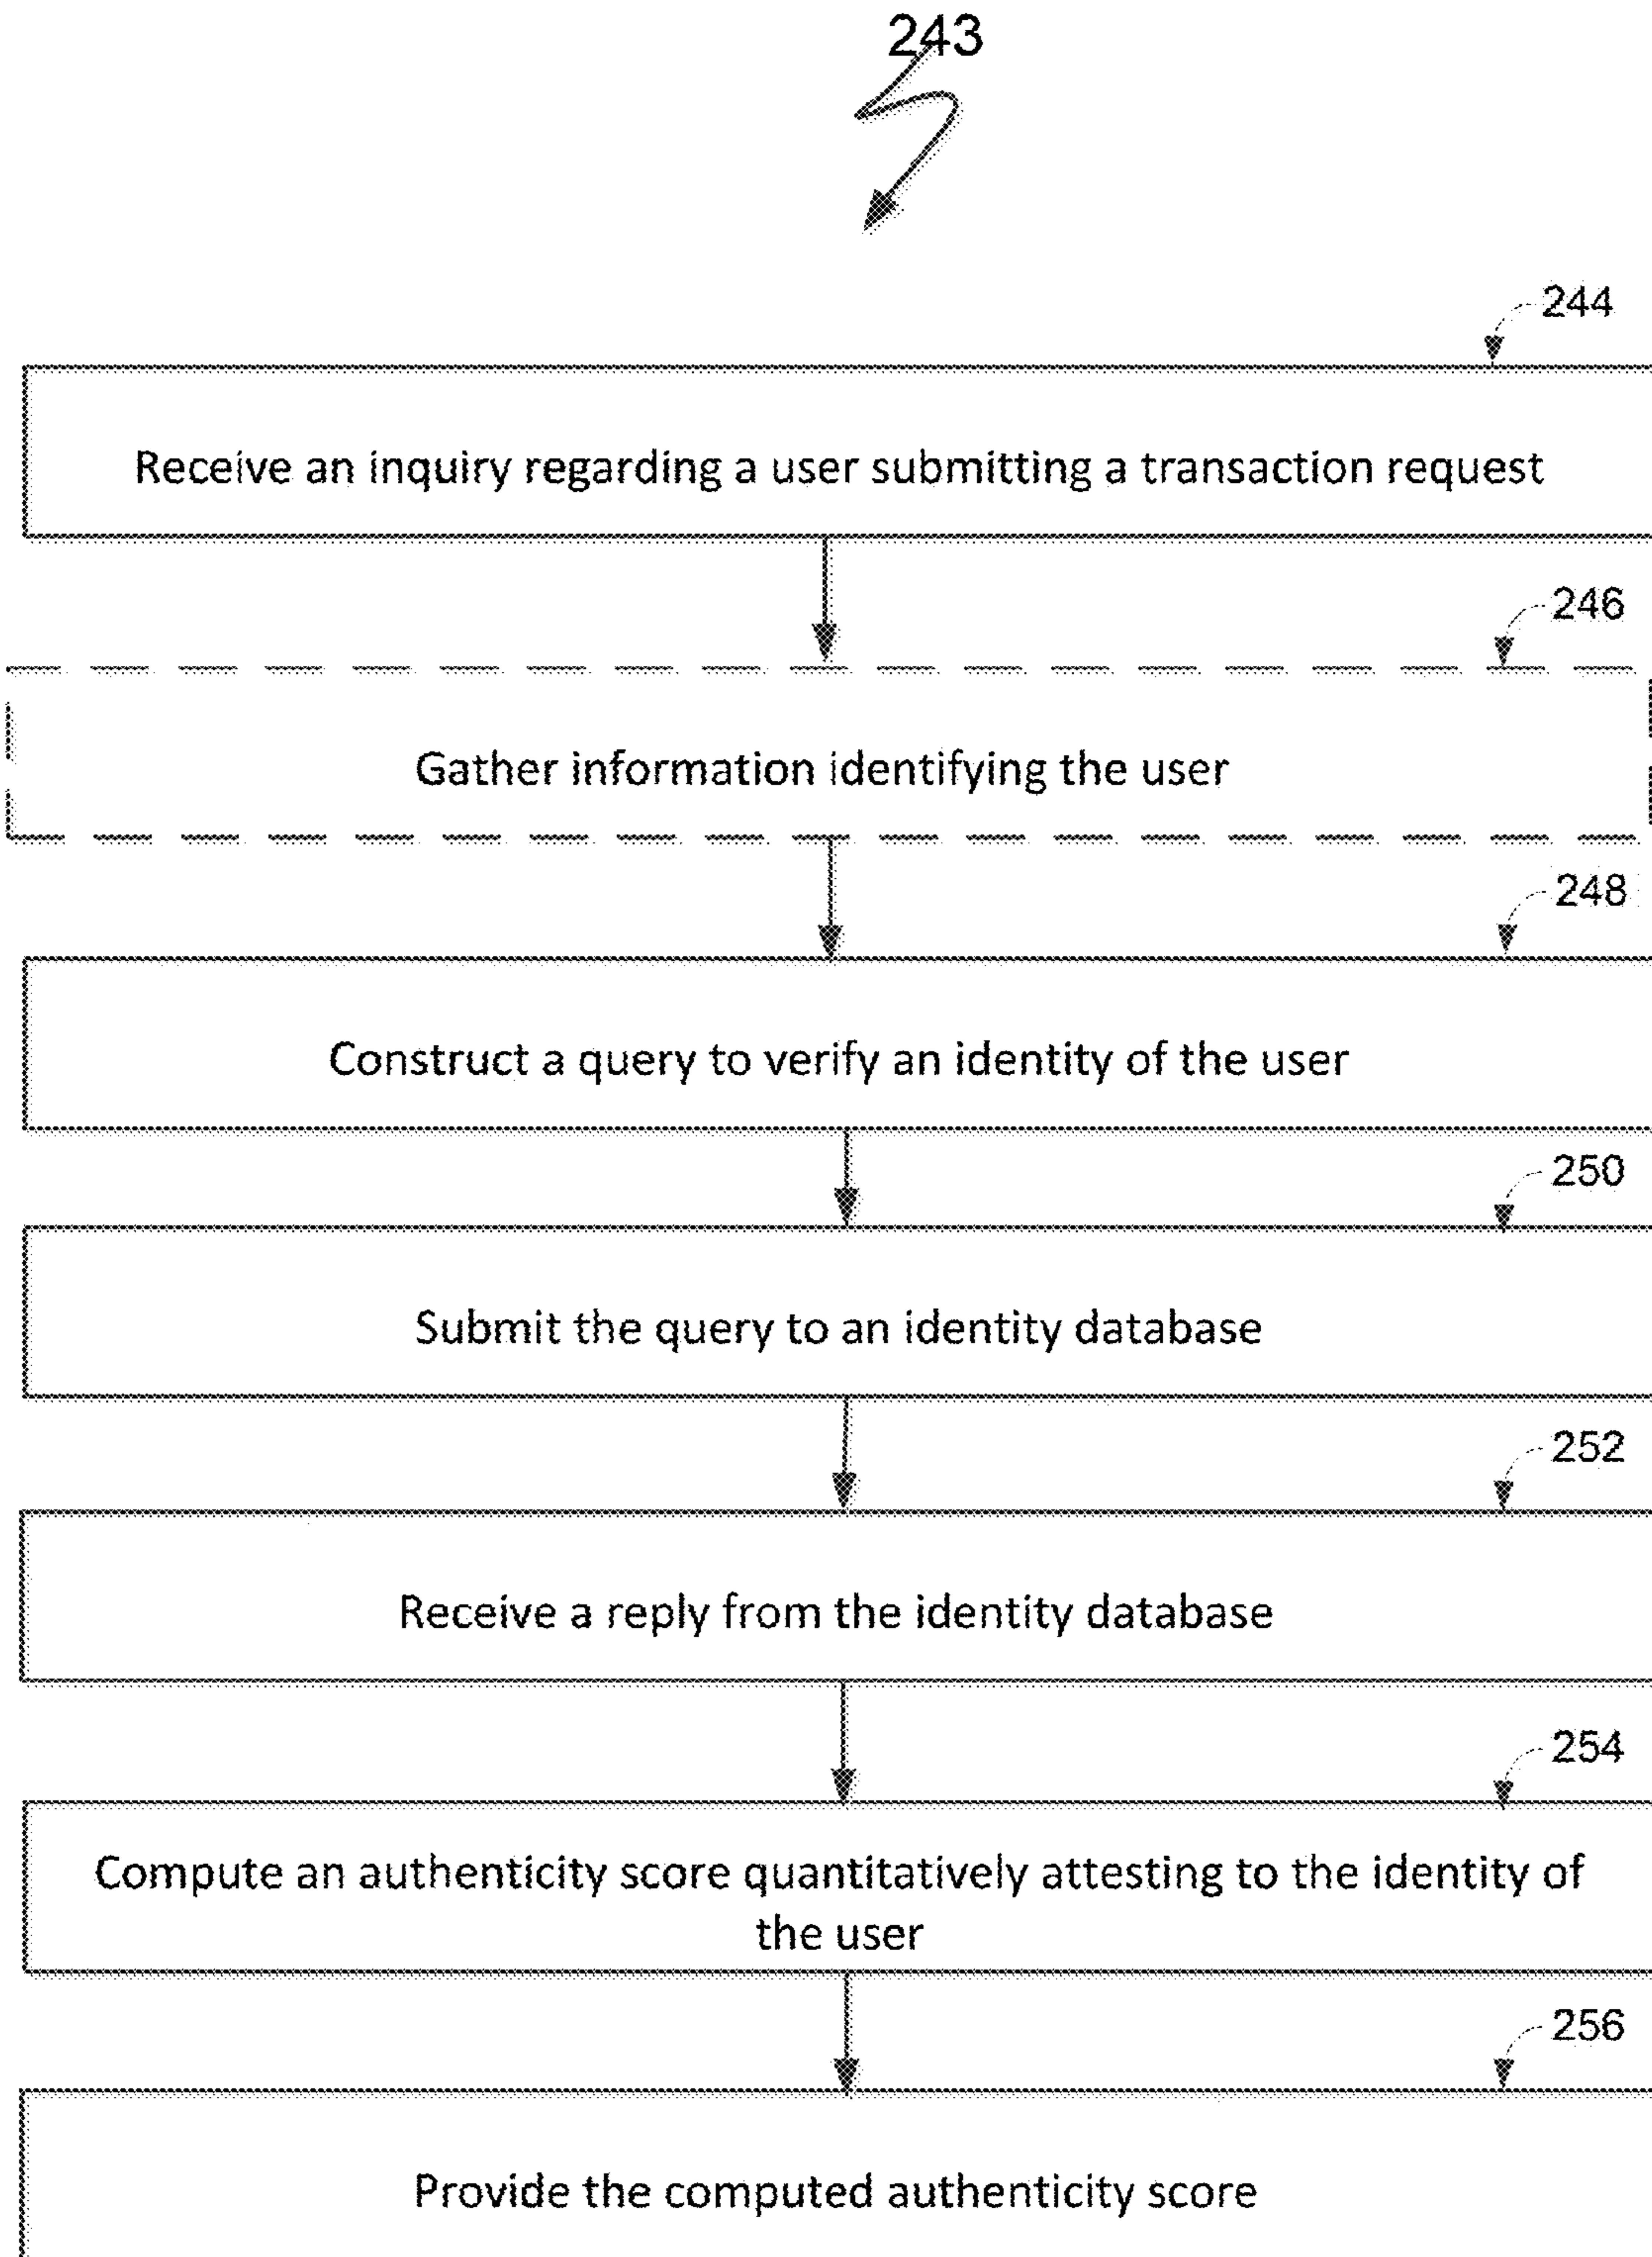 243
244
Receive an inquiry regarding a user submitting a transaction request
246
Gather information identifying the user
248
Construct a query to verify an identity of the user
250
Submit the query to an identity database
252
Receive a reply from the identity database
254
Compute an authenticity score quantitatively attesting to the identity of
the user
256
Provide the computed authenticity score